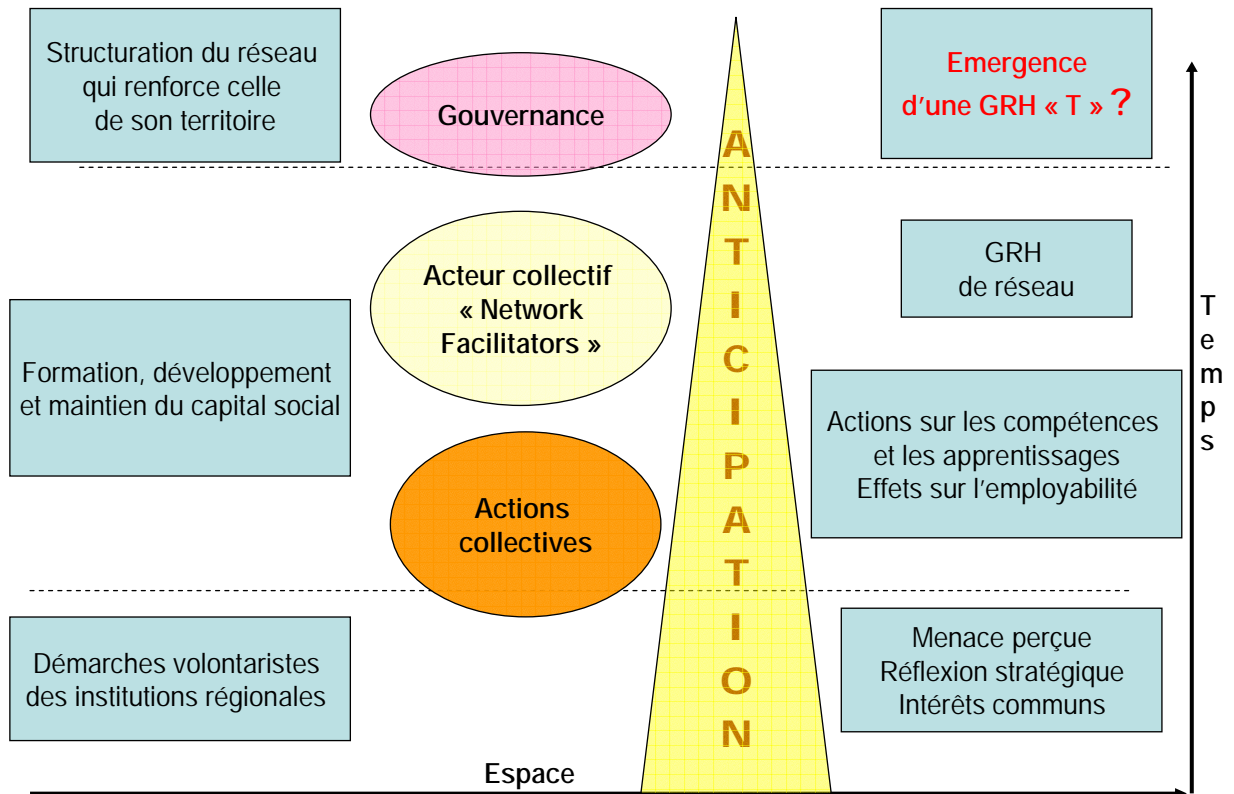 Structuration du réseau
qui renforce celle
de son territoire
Gouvernance
Emergence
d'une GRH « T » ?
Acteur collectif
« Network
Facilitators »
GRH
de réseau
Formation, développement
et maintien du capital social
Actions sur les compétences
et les apprentissages
Effets sur l'employabilité
Actions
collectives
Démarches volontaristes
des institutions régionales
Menace perçue
Réflexion stratégique
Intérêts communs
ANTICIPATION
Temps
Espace